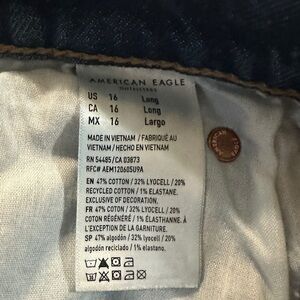 AMERICAN EAGLE
OUTFITTERS
US 16 Long
CA 16 Long
MX 16 Largo
MADE IN VIETNAM / FABRIQUÉ AU
VIETNAM / HECHO EN VIETNAM
RN 54485/CA 03873
RFC# AEM120605U9A
EN 47% COTTON / 32% LYOCELL / 20%
RECYCLED COTTON / 1% ELASTANE.
EXCLUSIVE OF DECORATION.
FR 47% COTON / 32% LYOCELL / 20%
COTON RÉGÉNÉRÉ / 1% ÉLASTHANNE. À
L'EXCEPTION DE LA GARNITURE.
SP 47% algodón / 32% lyocell / 20%
algodón reciclado / 1% elastano.
AMERICAN